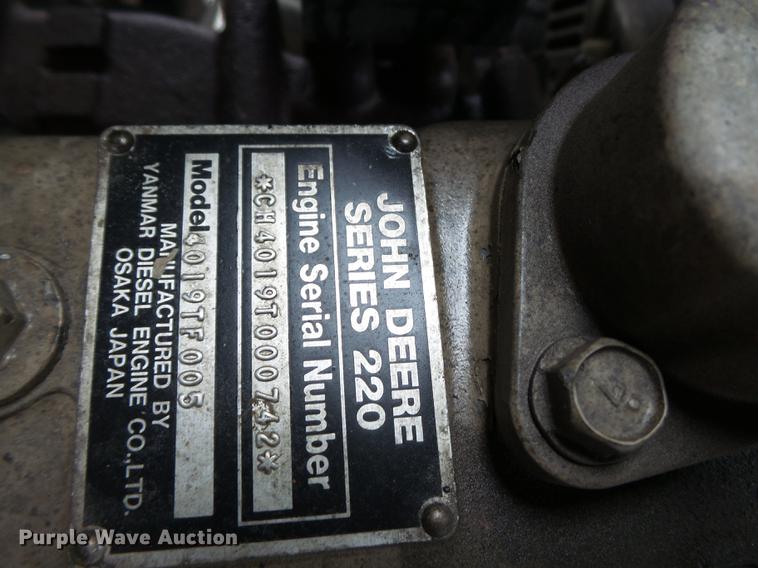 JOHN DEERE
SERIES 220
Engine Serial Number
*CH4019T000742*
Model 4019TF005
MANUFACTURED BY
YANMAR DIESEL ENGINE CO.,LTD.
OSAKA JAPAN
4
Purple Wave Auction